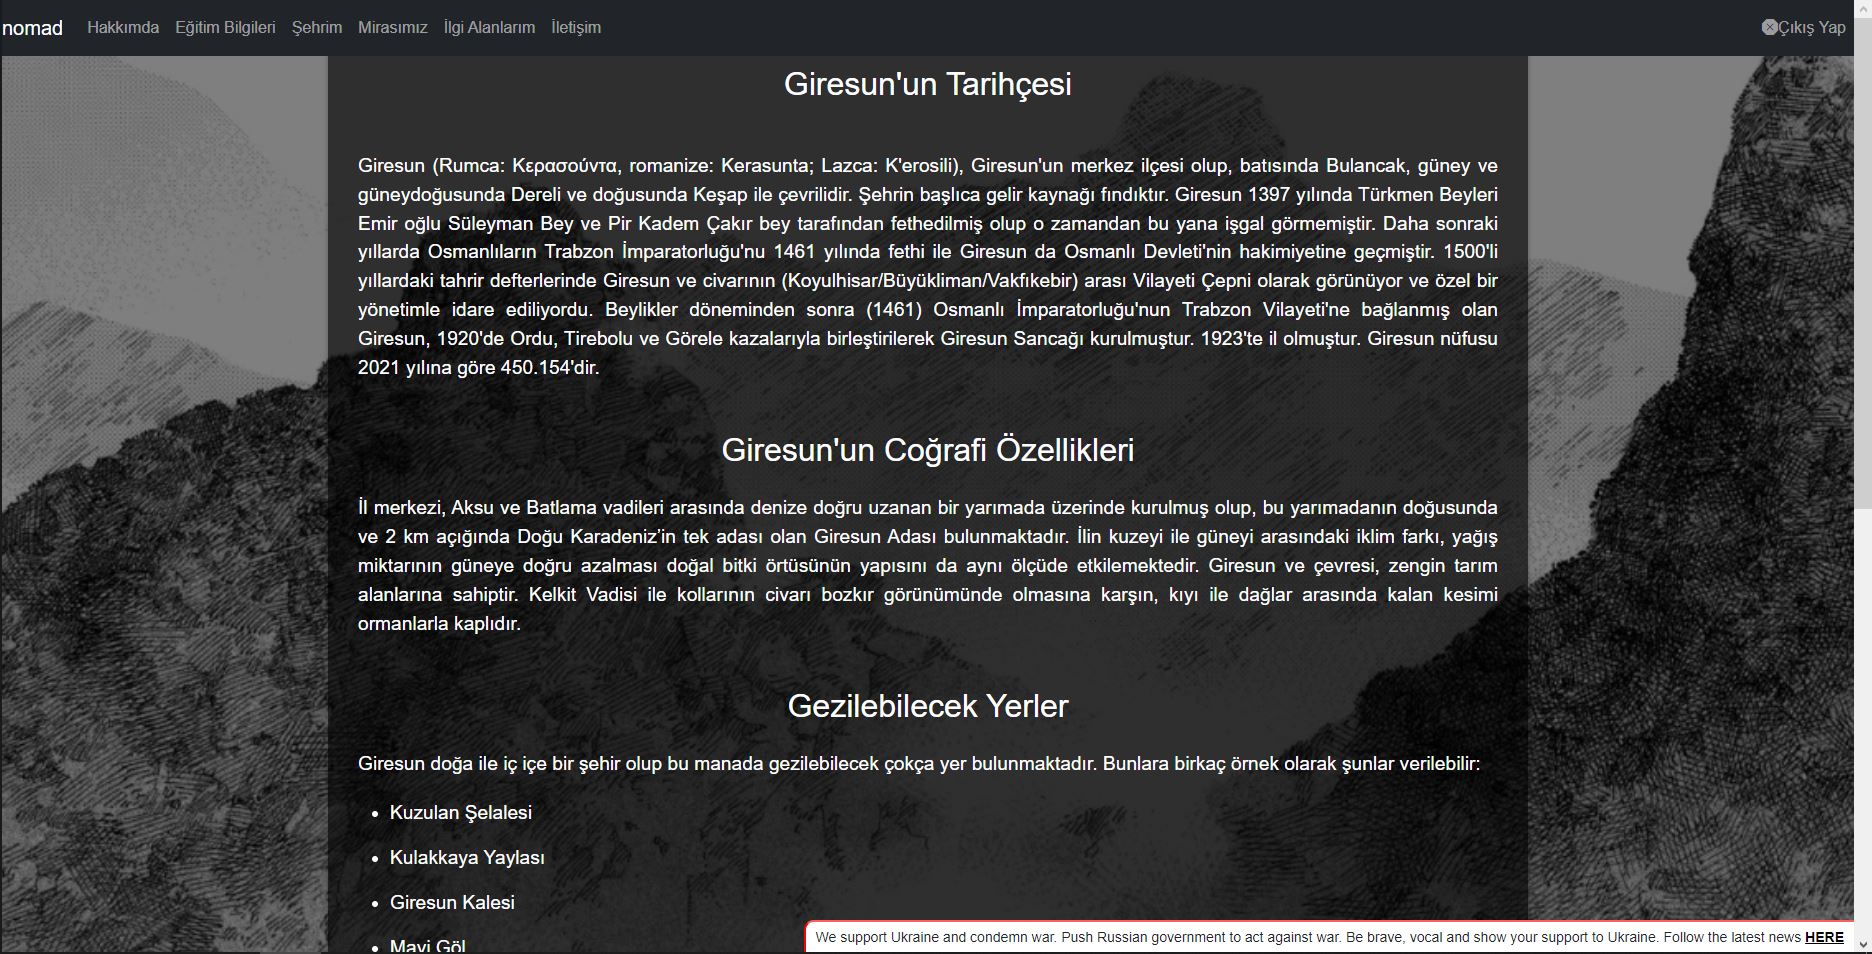 nomad Hakkımda Eğitim Bilgileri Şehrim Mirasımız İlgi Alanlarım İletişim Çıkış Yap
Giresun'un Tarihçesi
Giresun (Rumca: Κερασούντα, romanize: Kerasunta; Lazca: K'erosili), Giresun'un merkez ilçesi olup, batısında Bulancak, güney ve
güneydoğusunda Dereli ve doğusunda Keşap ile çevrilidir. Şehrin başlıca gelir kaynağı fındıktır. Giresun 1397 yılında Türkmen Beyleri
Emir oğlu Süleyman Bey ve Pir Kadem Çakır bey tarafından fethedilmiş olup o zamandan bu yana işgal görmemiştir. Daha sonraki
yıllarda Osmanlıların Trabzon İmparatorluğu'nu 1461 yılında fethi ile Giresun da Osmanlı Devleti'nin hakimiyetine geçmiştir. 1500'li
yıllardaki tahrir defterlerinde Giresun ve civarının (Koyulhisar/Büyükliman/Vakfıkebir) arası Vilayeti Çepni olarak görünüyor ve özel bir
yönetimle idare ediliyordu. Beylikler döneminden sonra (1461) Osmanlı İmparatorluğu'nun Trabzon Vilayeti'ne bağlanmış olan
Giresun, 1920'de Ordu, Tirebolu ve Görele kazalarıyla birleştirilerek Giresun Sancağı kurulmuştur. 1923'te il olmuştur. Giresun nüfusu
2021 yılına göre 450.154'dir.
Giresun'un Coğrafi Özellikleri
İl merkezi, Aksu ve Batlama vadileri arasında denize doğru uzanan bir yarımada üzerinde kurulmuş olup, bu yarımadanın doğusunda
ve 2 km açığında Doğu Karadeniz’in tek adası olan Giresun Adası bulunmaktadır. İlin kuzeyi ile güneyi arasındaki iklim farkı, yağış
miktarının güneye doğru azalması doğal bitki örtüsünün yapısını da aynı ölçüde etkilemektedir. Giresun ve çevresi, zengin tarım
alanlarına sahiptir. Kelkit Vadisi ile kollarının civarı bozkır görünümünde olmasına karşın, kıyı ile dağlar arasında kalan kesimi
ormanlarla kaplıdır.
Gezilebilecek Yerler
Giresun doğa ile iç içe bir şehir olup bu manada gezilebilecek çokça yer bulunmaktadır. Bunlara birkaç örnek olarak şunlar verilebilir:
• Kuzulan Şelalesi
• Kulakkaya Yaylası
• Giresun Kalesi
• Mavi Göl
We support Ukraine and condemn war. Push Russian government to act against war. Be brave, vocal and show your support to Ukraine. Follow the latest news HERE